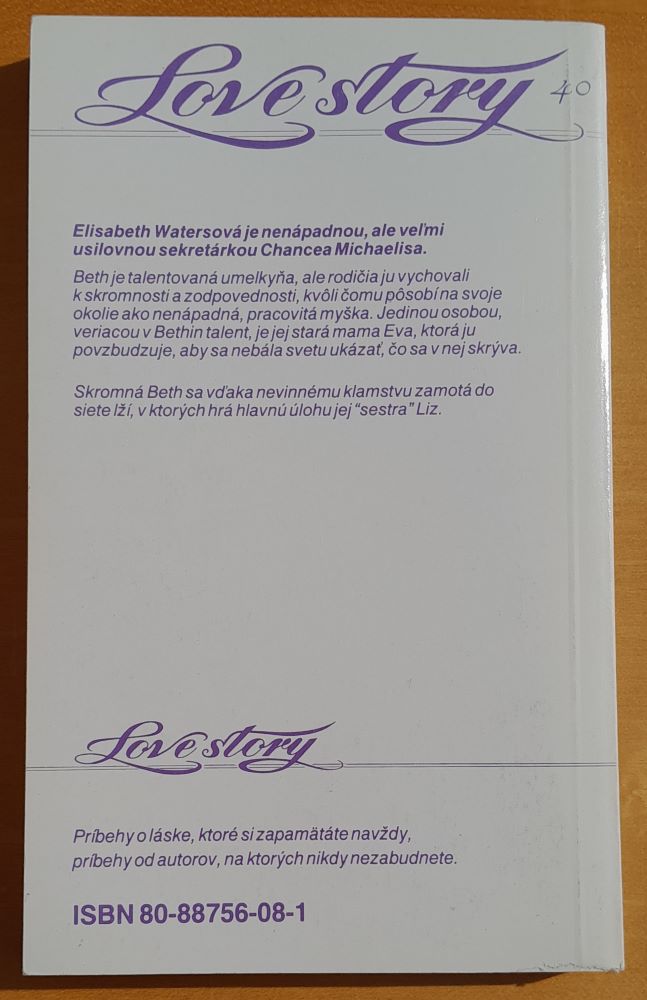 Love story 40
Elisabeth Watersová je nenápadnou, ale veľmi
usilovnou sekretárkou Chancea Michaelisa.
Beth je talentovaná umelkyňa, ale rodičia ju vychovali
k skromnosti a zodpovednosti, kvôli čomu pôsobí na svoje
okolie ako nenápadná, pracovitá myška. Jedinou osobou,
veriacou v Bethin talent, je jej stará mama Eva, ktorá ju
povzbudzuje, aby sa nebála svetu ukázať, čo sa v nej skrýva.
Skromná Beth sa vďaka nevinnému klamstvu zamotá do
siete lží, v ktorých hrá hlavnú úlohu jej "sestra" Liz.
Love story
Príbehy o láske, ktoré si zapamätáte navždy,
príbehy od autorov, na ktorých nikdy nezabudnete.
ISBN 80-88756-08-1